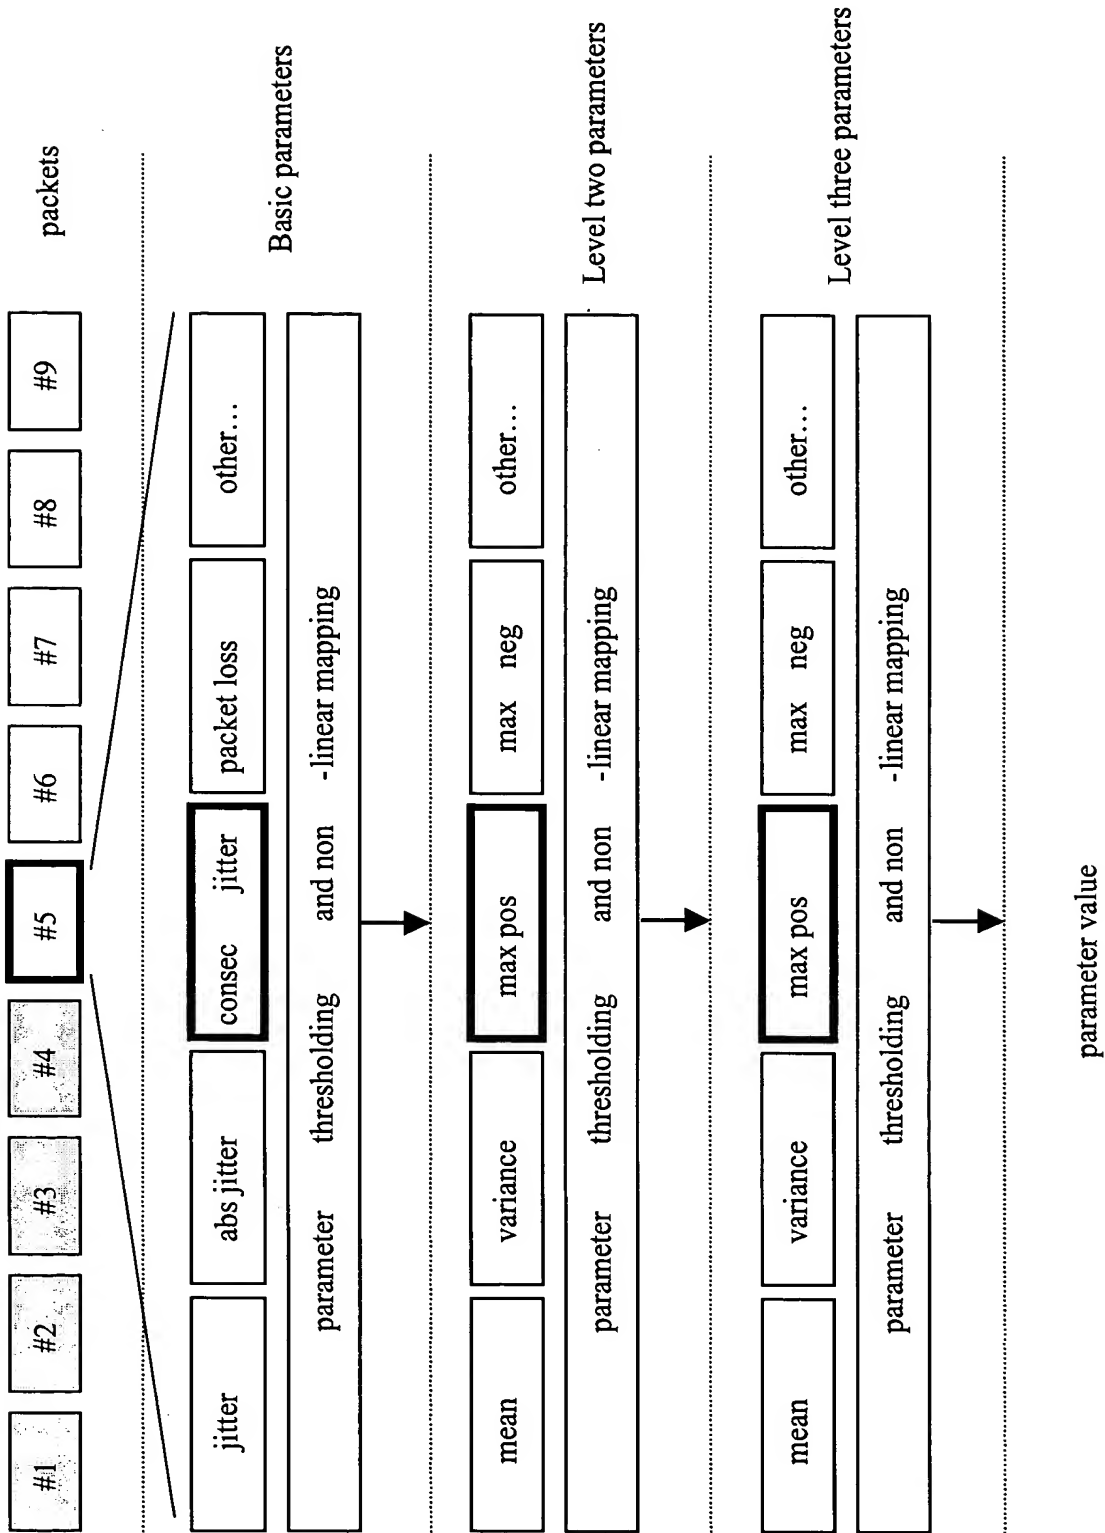 #1 #2 #3 #4 #5 #6 #7 #8 #9 packets
jitter abs jitter consec jitter packet loss other... Basic parameters
parameter thresholding and non -linear mapping
mean variance max pos max neg other... Level two parameters
parameter thresholding and non -linear mapping
mean variance max pos max neg other... Level three parameters
parameter thresholding and non -linear mapping
parameter value